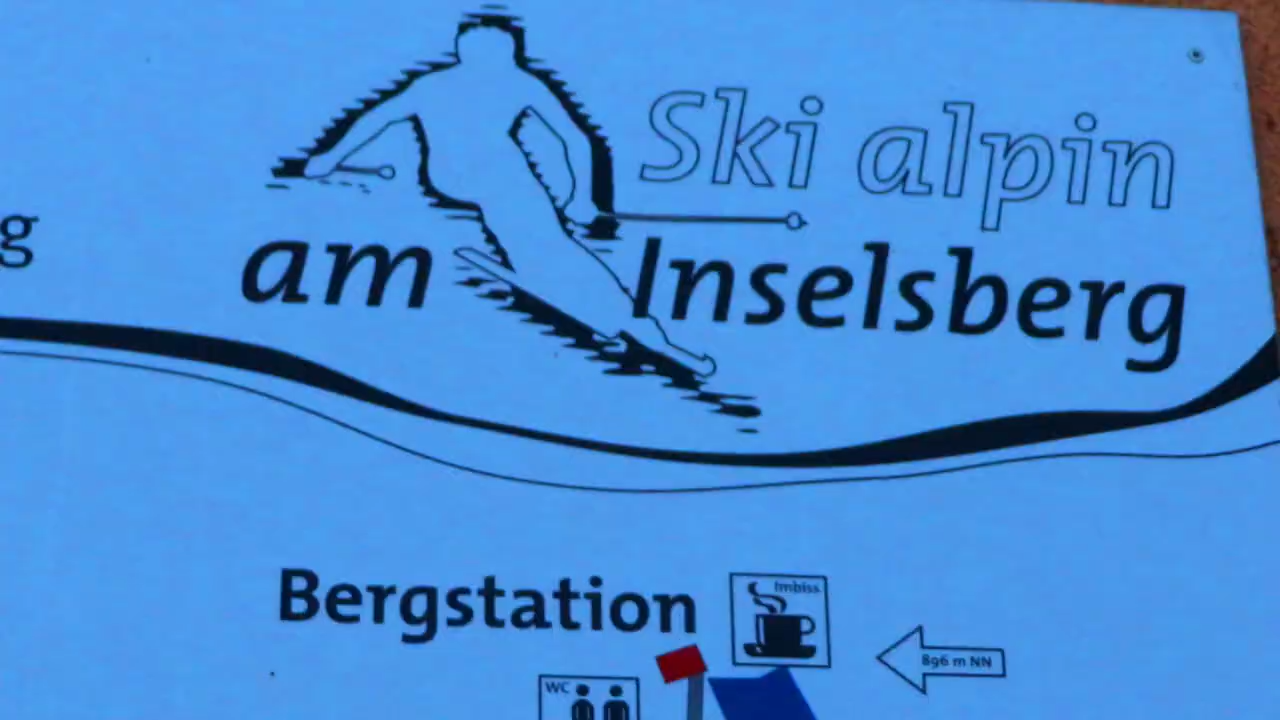 Ski alpin
g
am Inselsberg
Bergstation
Imbiss
896 m NN
WC